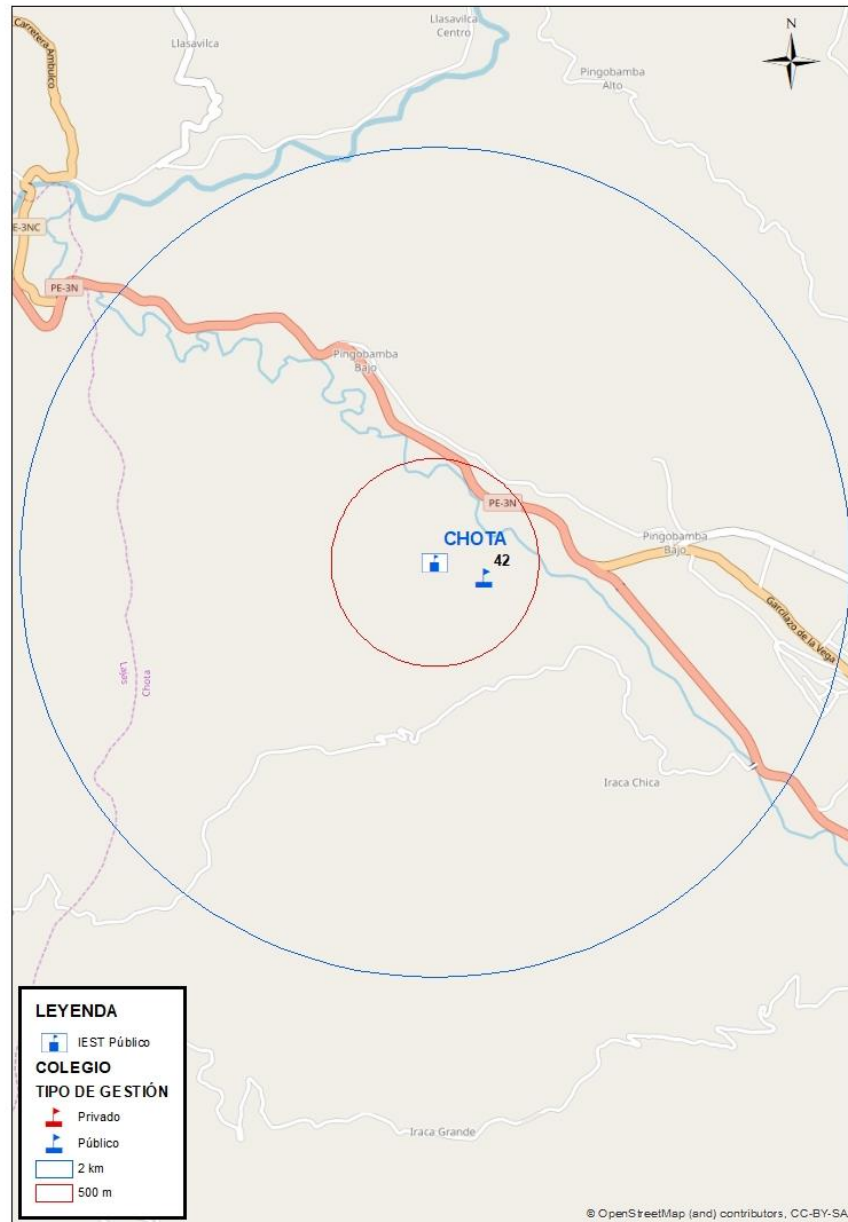 Carretera Ambulco
Llasavilca
Llasavilca
Centro
N
Pingobamba
Alto
E-3NC
PE-3N
Pingobamba
Bajo
PE-3N
CHOTA
42
Pingobamba
Bajo
Garcilazo de la Vega
Lajas
Chota
Iraca Chica
LEYENDA
IEST Público
COLEGIO
TIPO DE GESTIÓN
Privado
Público
2 km
500 m
Iraca Grande
© OpenStreetMap (and) contributors, CC-BY-SA